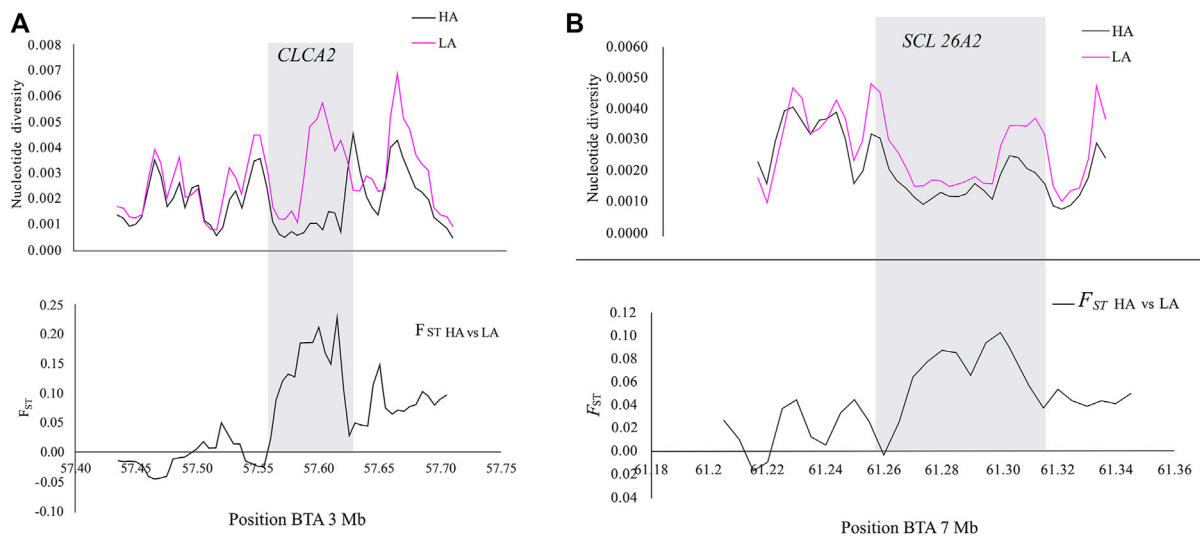 A
HA
LA
CLCA2
Nucleotide diversity
0.008
0.007
0.006
0.005
0.004
0.003
0.002
0.001
0.000
F ST HA vs LA
FST
0.25
0.20
0.15
0.10
0.05
0.00
-0.05
-0.10
57.40 57.45 57.50 57.55 57.60 57.65 57.70 57.75
Position BTA 3 Mb
B
HA
LA
SCL 26A2
Nucleotide diversity
0.0060
0.0050
0.0040
0.0030
0.0020
0.0010
0.0000
FST HA vs LA
FST
0.12
0.10
0.08
0.06
0.04
0.02
0.00
0.02
0.04
61.18 61.2 61.22 61.24 61.26 61.28 61.30 61.32 61.34 61.36
Position BTA 7 Mb